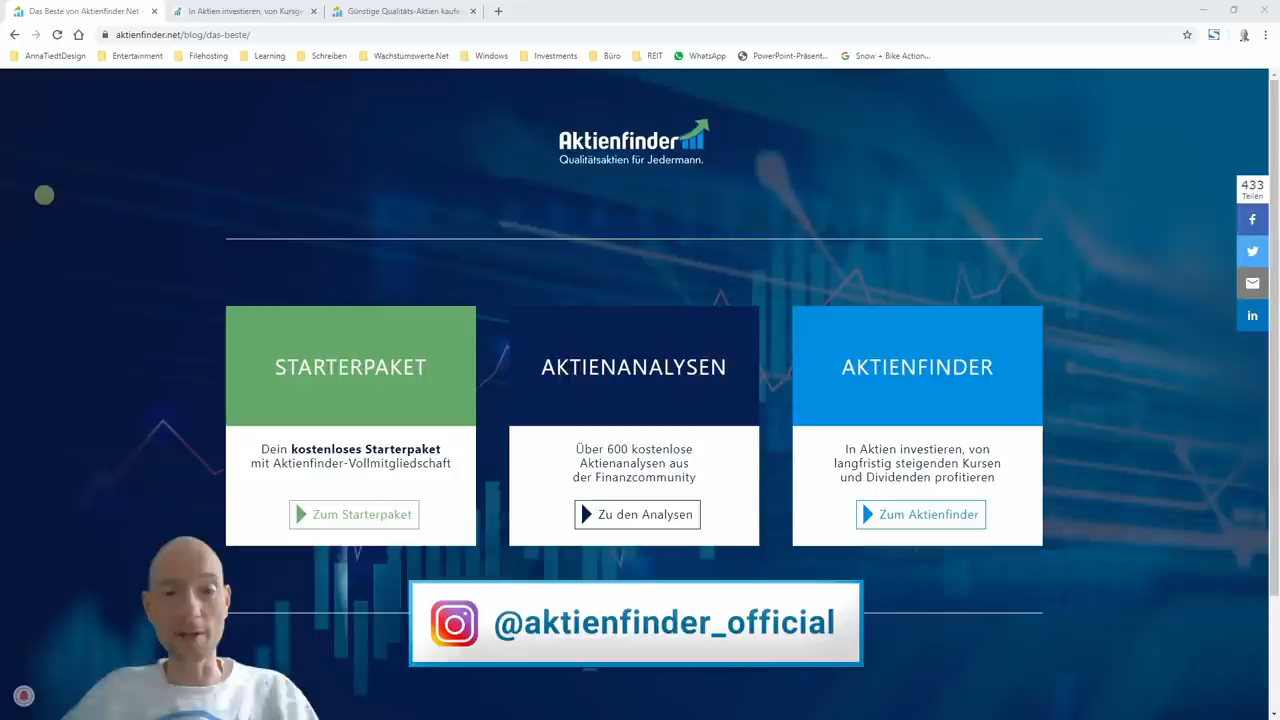 Das Beste von Aktienfinder.Net -
In Aktien investieren, von Kursge
Günstige Qualitäts-Aktien kaufe
aktienfinder.net/blog/das-beste/
AnnaTiedtDesign
Entertainment
Filehosting
Learning
Schreiben
Wachstumswerte.Net
Windows
Investments
Büro
REIT
WhatsApp
PowerPoint-Präsent...
Snow + Bike Action...
Aktienfinder
Qualitätsaktien für Jedermann.
433
Teilen
STARTERPAKET
Dein kostenloses Starterpaket
mit Aktienfinder-Vollmitgliedschaft
Zum Starterpaket
AKTIENANALYSEN
Über 600 kostenlose
Aktienanalysen aus
der Finanzcommunity
Zu den Analysen
AKTIENFINDER
In Aktien investieren, von
langfristig steigenden Kursen
und Dividenden profitieren
Zum Aktienfinder
@aktienfinder_official